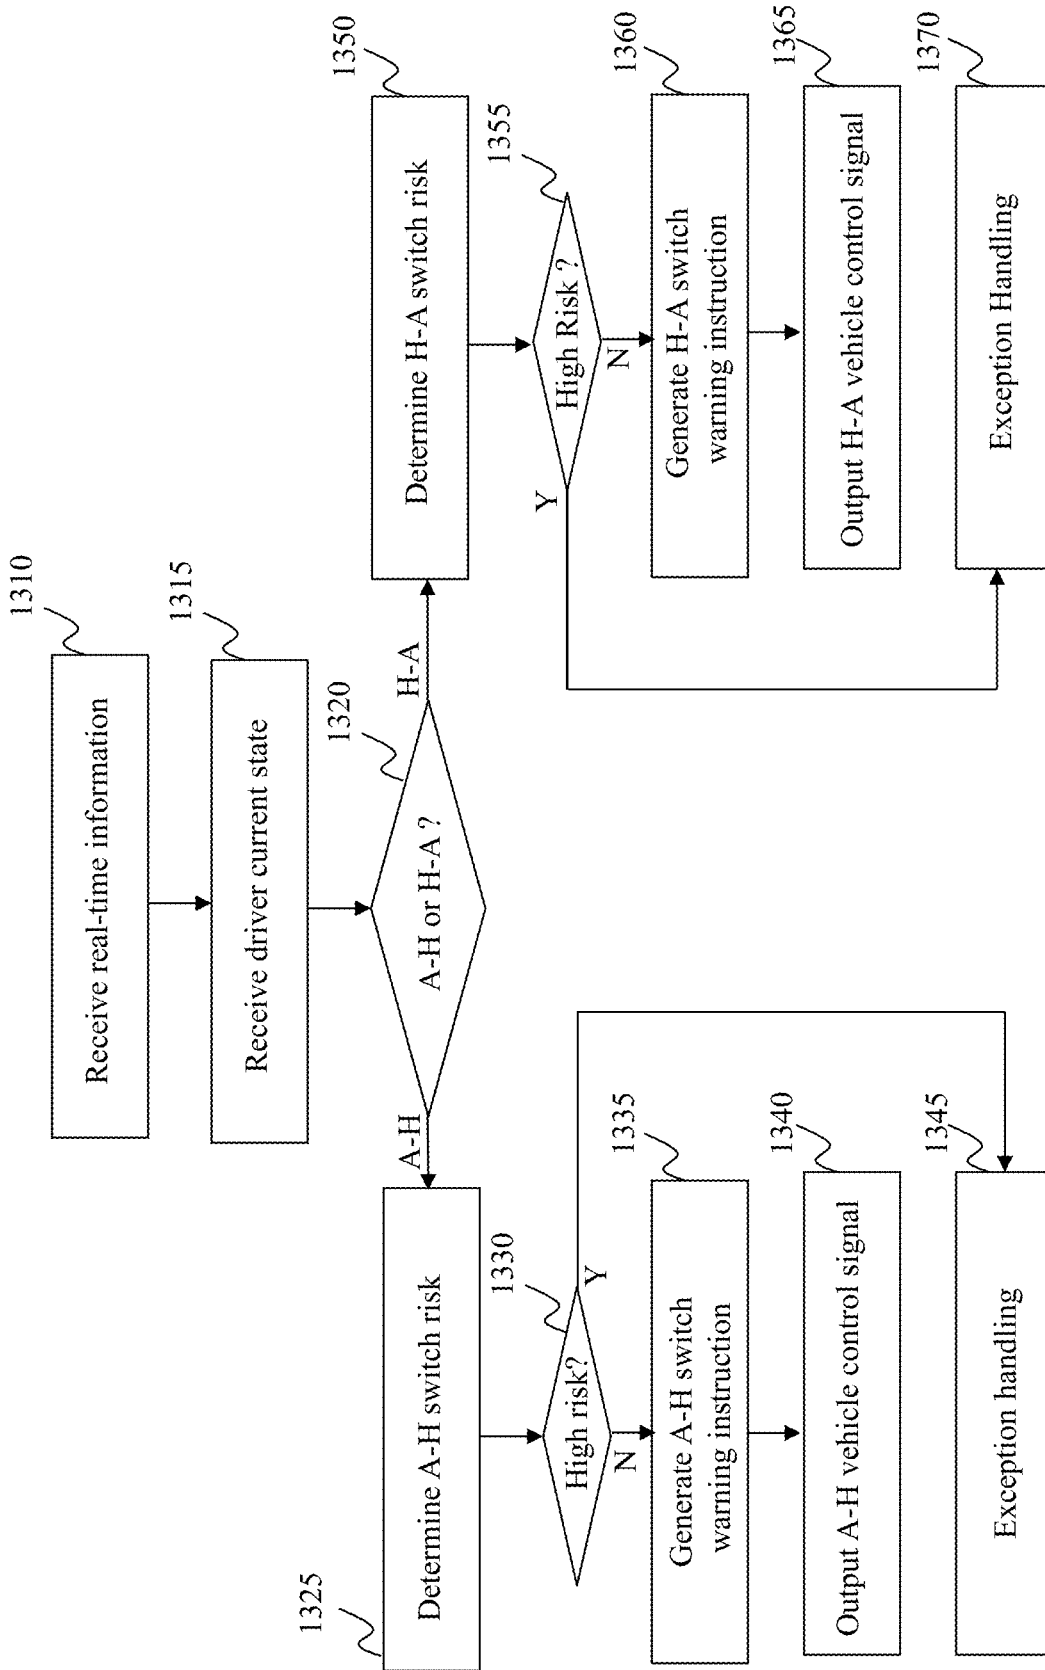 1310
Receive real-time information
1315
Receive driver current state
1320
A-H or H-A?
A-H
H-A
1325
Determine A-H switch risk
1330
High risk?
Y
N
1335
Generate A-H switch
warning instruction
1340
Output A-H vehicle control signal
1345
Exception handling
1350
Determine H-A switch risk
1355
High Risk ?
Y
N
1360
Generate H-A switch
warning instruction
1365
Output H-A vehicle control signal
1370
Exception Handling